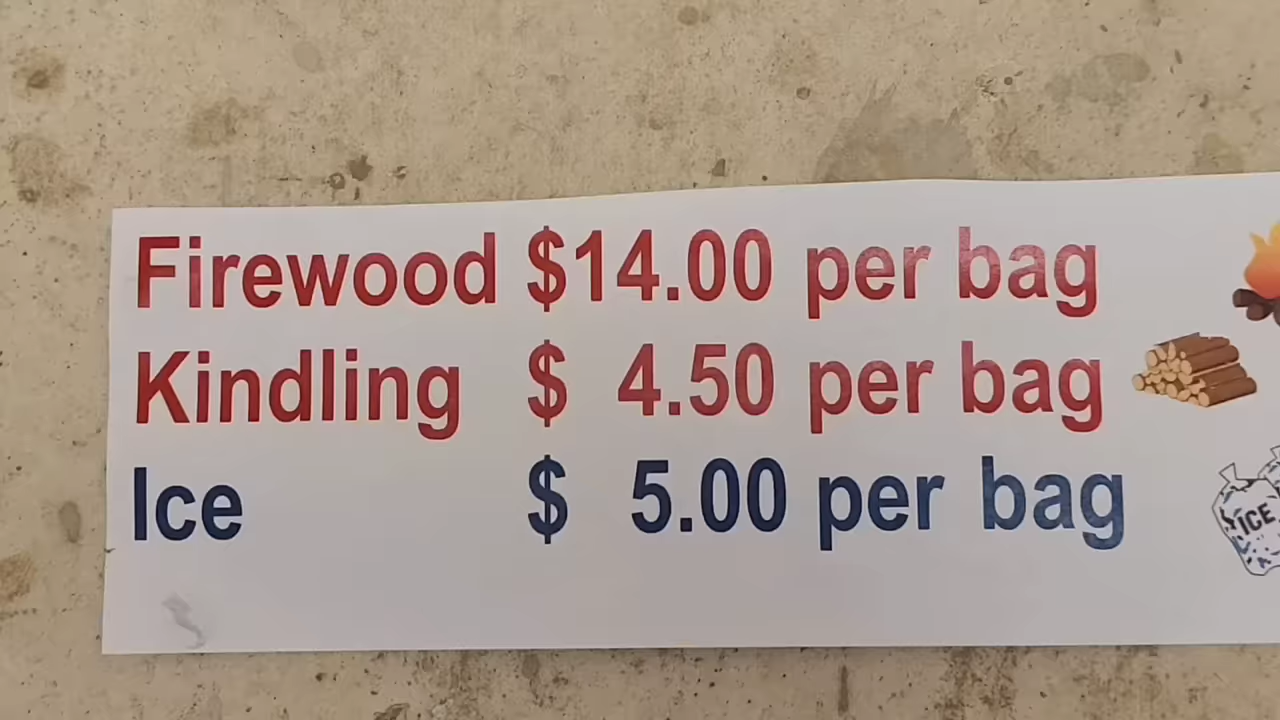 Firewood $14.00 per bag
Kindling $ 4.50 per bag
Ice $ 5.00 per bag
ICE